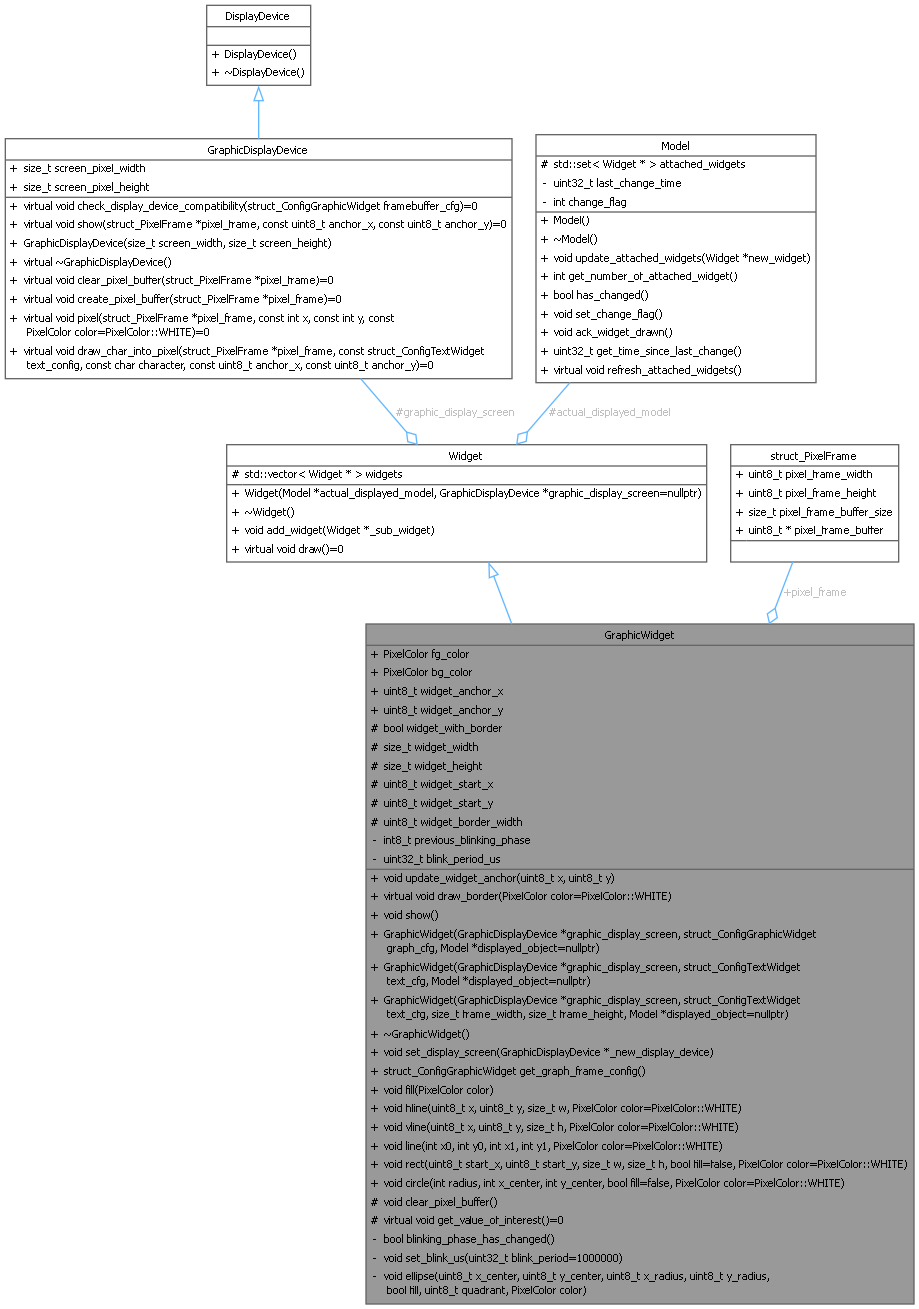 DisplayDevice
+ DisplayDevice()
+ ~DisplayDevice()
GraphicDisplayDevice
+ size_t screen_pixel_width
+ size_t screen_pixel_height
+ virtual void check_display_device_compatibility(struct_ConfigGraphicWidget framebuffer_cfg)=0
+ virtual void show(struct_PixelFrame *pixel_frame, const uint8_t anchor_x, const uint8_t anchor_y)=0
+ GraphicDisplayDevice(size_t screen_width, size_t screen_height)
+ virtual ~GraphicDisplayDevice()
+ virtual void clear_pixel_buffer(struct_PixelFrame *pixel_frame)=0
+ virtual void create_pixel_buffer(struct_PixelFrame *pixel_frame)=0
+ virtual void pixel(struct_PixelFrame *pixel_frame, const int x, const int y, const
PixelColor color=PixelColor::WHITE)=0
+ virtual void draw_char_into_pixel(struct_PixelFrame *pixel_frame, const struct_ConfigTextWidget
text_config, const char character, const uint8_t anchor_x, const uint8_t anchor_y)=0
Model
# std::set< Widget * > attached_widgets
- uint32_t last_change_time
- int change_flag
+ Model()
+ ~Model()
+ void update_attached_widgets(Widget *new_widget)
+ int get_number_of_attached_widget()
+ bool has_changed()
+ void set_change_flag()
+ void ack_widget_drawn()
+ uint32_t get_time_since_last_change()
+ virtual void refresh_attached_widgets()
#graphic_display_screen
#actual_displayed_model
Widget
# std::vector< Widget * > widgets
+ Widget(Model *actual_displayed_model, GraphicDisplayDevice *graphic_display_screen=nullptr)
+ ~Widget()
+ void add_widget(Widget *_sub_widget)
+ virtual void draw()=0
struct_PixelFrame
+ uint8_t pixel_frame_width
+ uint8_t pixel_frame_height
+ size_t pixel_frame_buffer_size
+ uint8_t * pixel_frame_buffer
+pixel_frame
GraphicWidget
+ PixelColor fg_color
+ PixelColor bg_color
+ uint8_t widget_anchor_x
+ uint8_t widget_anchor_y
# bool widget_with_border
# size_t widget_width
# size_t widget_height
# uint8_t widget_start_x
# uint8_t widget_start_y
# uint8_t widget_border_width
- int8_t previous_blinking_phase
- uint32_t blink_period_us
+ void update_widget_anchor(uint8_t x, uint8_t y)
+ virtual void draw_border(PixelColor color=PixelColor::WHITE)
+ void show()
+ GraphicWidget(GraphicDisplayDevice *graphic_display_screen, struct_ConfigGraphicWidget
graph_cfg, Model *displayed_object=nullptr)
+ GraphicWidget(GraphicDisplayDevice *graphic_display_screen, struct_ConfigTextWidget
text_cfg, Model *displayed_object=nullptr)
+ GraphicWidget(GraphicDisplayDevice *graphic_display_screen, struct_ConfigTextWidget
text_cfg, size_t frame_width, size_t frame_height, Model *displayed_object=nullptr)
+ ~GraphicWidget()
+ void set_display_screen(GraphicDisplayDevice *_new_display_device)
+ struct_ConfigGraphicWidget get_graph_frame_config()
+ void fill(PixelColor color)
+ void hline(uint8_t x, uint8_t y, size_t w, PixelColor color=PixelColor::WHITE)
+ void vline(uint8_t x, uint8_t y, size_t h, PixelColor color=PixelColor::WHITE)
+ void line(int x0, int y0, int x1, int y1, PixelColor color=PixelColor::WHITE)
+ void rect(uint8_t start_x, uint8_t start_y, size_t w, size_t h, bool fill=false, PixelColor color=PixelColor::WHITE)
+ void circle(int radius, int x_center, int y_center, bool fill=false, PixelColor color=PixelColor::WHITE)
# void clear_pixel_buffer()
# virtual void get_value_of_interest()=0
- bool blinking_phase_has_changed()
- void set_blink_us(uint32_t blink_period=1000000)
- void ellipse(uint8_t x_center, uint8_t y_center, uint8_t x_radius, uint8_t y_radius,
bool fill, uint8_t quadrant, PixelColor color)